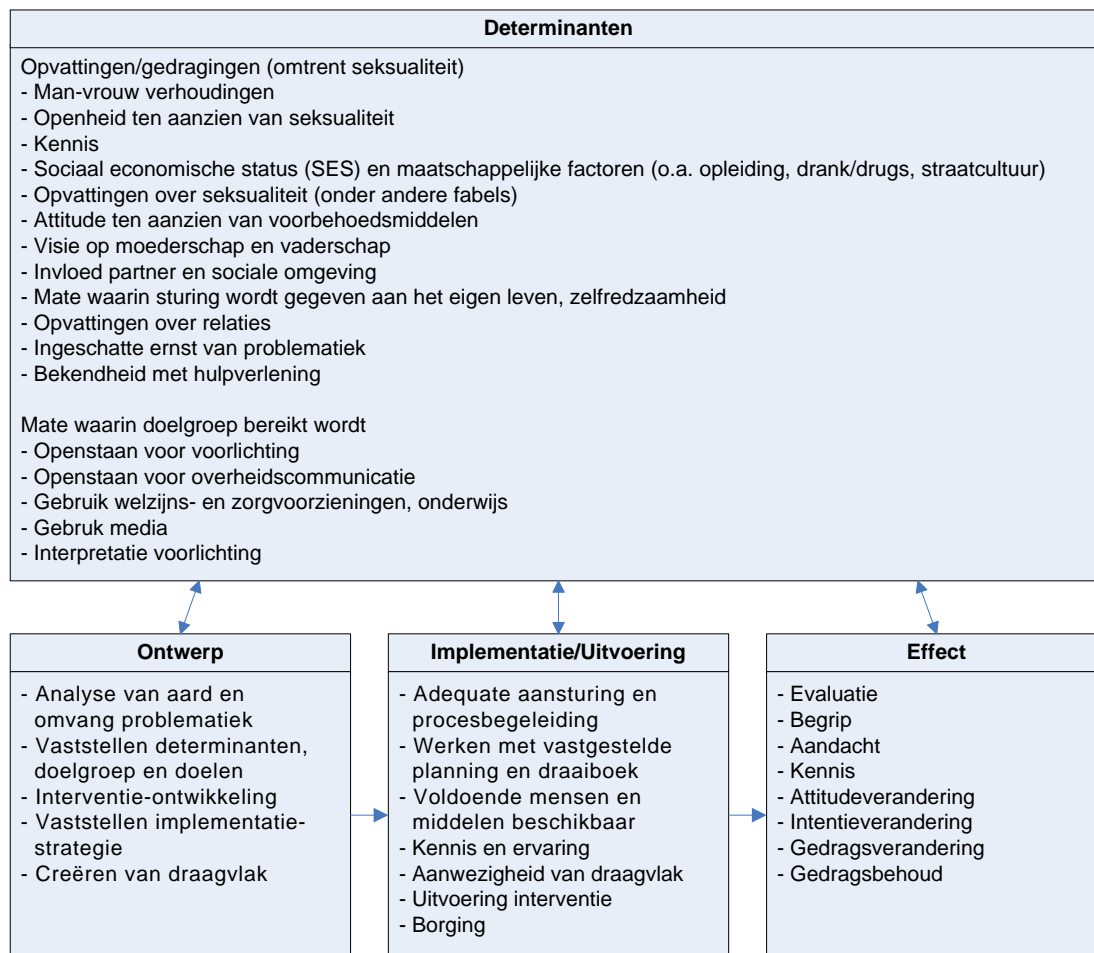 Determinanten
Opvattingen/gedragingen (omtrent seksualiteit)
- Man-vrouw verhoudingen
- Openheid ten aanzien van seksualiteit
- Kennis
- Sociaal economische status (SES) en maatschappelijke factoren (o.a. opleiding, drank/drugs, straatcultuur)
- Opvattingen over seksualiteit (onder andere fabels)
- Attitude ten aanzien van voorbehoedsmiddelen
- Visie op moederschap en vaderschap
- Invloed partner en sociale omgeving
- Mate waarin sturing wordt gegeven aan het eigen leven, zelfredzaamheid
- Opvattingen over relaties
- Ingeschatte ernst van problematiek
- Bekendheid met hulpverlening
Mate waarin doelgroep bereikt wordt
- Openstaan voor voorlichting
- Openstaan voor overheidscommunicatie
- Gebruik welzijns- en zorgvoorzieningen, onderwijs
- Gebruk media
- Interpretatie voorlichting
Ontwerp
- Analyse van aard en
omvang problematiek
- Vaststellen determinanten,
doelgroep en doelen
- Interventie-ontwikkeling
- Vaststellen implementatie-
strategie
- Creëren van draagvlak
Implementatie/Uitvoering
- Adequate aansturing en
procesbegeleiding
- Werken met vastgestelde
planning en draaiboek
- Voldoende mensen en
middelen beschikbaar
- Kennis en ervaring
- Aanwezigheid van draagvlak
- Uitvoering interventie
- Borging
Effect
- Evaluatie
- Begrip
- Aandacht
- Kennis
- Attitudeverandering
- Intentieverandering
- Gedragsverandering
- Gedragsbehoud